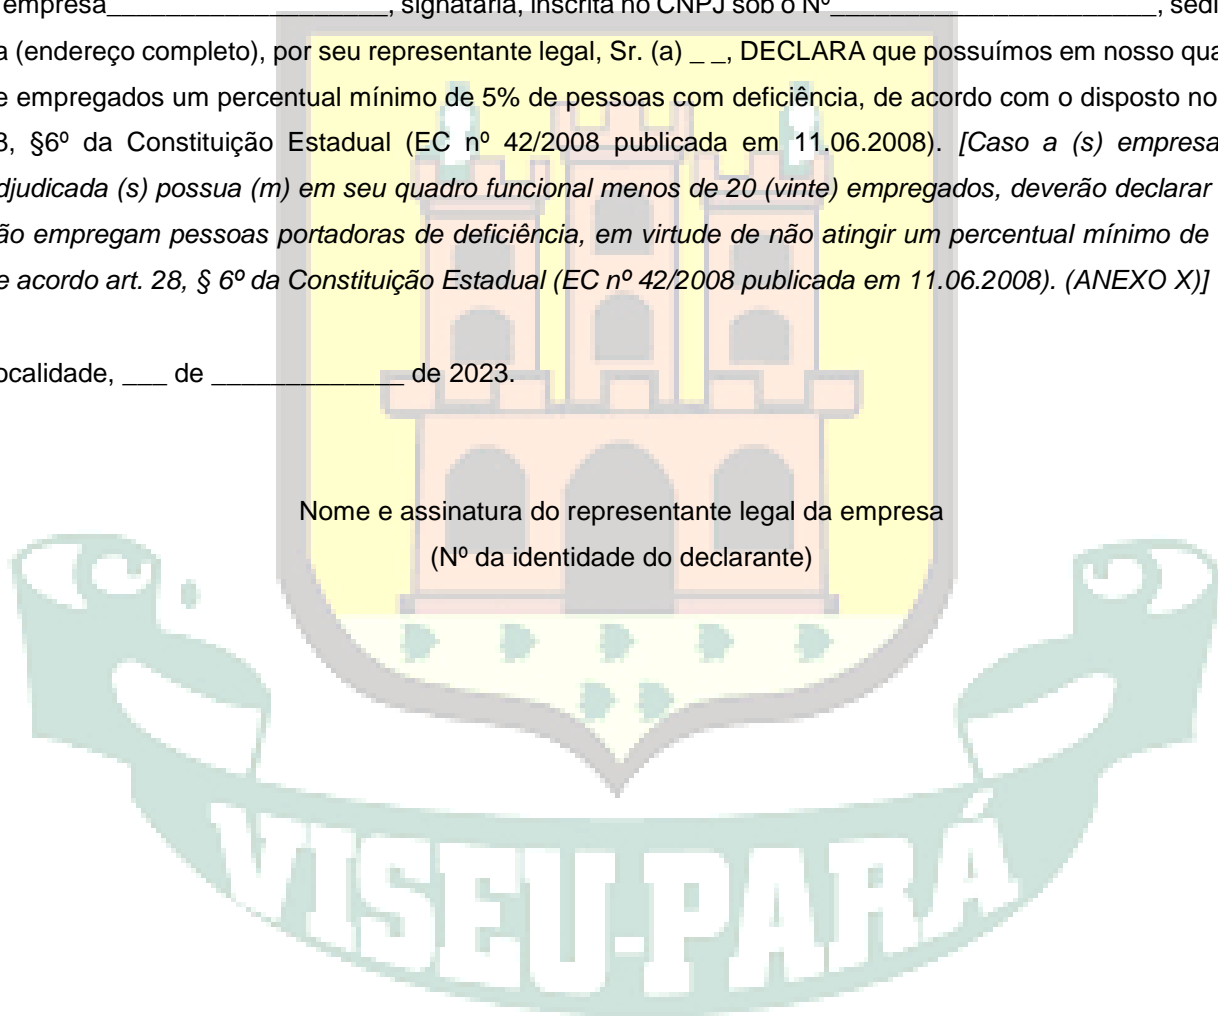 empresa___________________, signatária, inscrita no CNPJ sob o Nº______________________, sedi
a (endereço completo), por seu representante legal, Sr. (a) _ _, DECLARA que possuímos em nosso qua
e empregados um percentual mínimo de 5% de pessoas com deficiência, de acordo com o disposto no
8, §6º da Constituição Estadual (EC nº 42/2008 publicada em 11.06.2008). [Caso a (s) empresa
djudicada (s) possua (m) em seu quadro funcional menos de 20 (vinte) empregados, deverão declarar
ão empregam pessoas portadoras de deficiência, em virtude de não atingir um percentual mínimo de
e acordo art. 28, § 6º da Constituição Estadual (EC nº 42/2008 publicada em 11.06.2008). (ANEXO X)]
ocalidade, ___ de _____________ de 2023.
Nome e assinatura do representante legal da empresa
(Nº da identidade do declarante)
VISEU-PARÁ